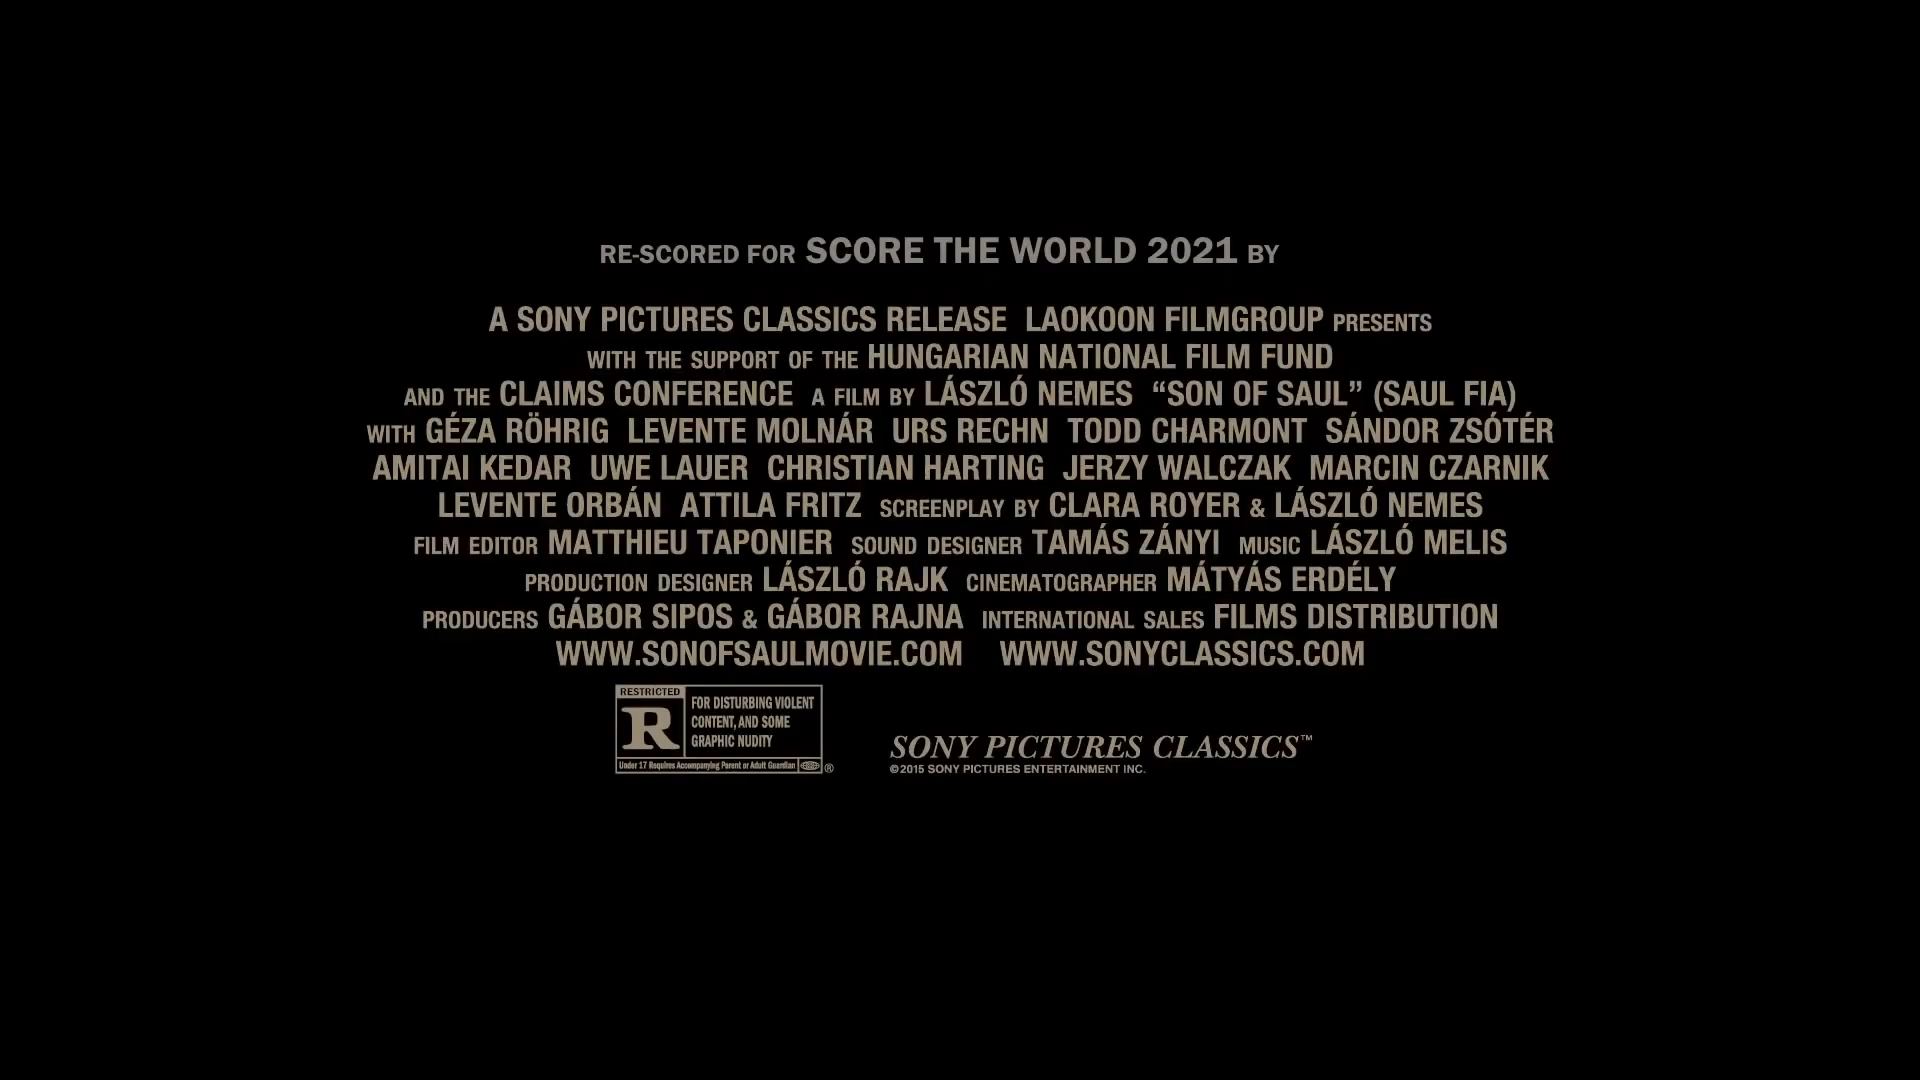 RE-SCORED FOR SCORE THE WORLD 2021 BY
A SONY PICTURES CLASSICS RELEASE LAOKOON FILMGROUP PRESENTS
WITH THE SUPPORT OF THE HUNGARIAN NATIONAL FILM FUND
AND THE CLAIMS CONFERENCE A FILM BY LÁSZLÓ NEMES “SON OF SAUL” (SAUL FIA)
WITH GÉZA RÖHRIG LEVENTE MOLNÁR URS RECHN TODD CHARMONT SÁNDOR ZSÓTÉR
AMITAI KEDAR UWE LAUER CHRISTIAN HARTING JERZY WALCZAK MARCIN CZARNIK
LEVENTE ORBÁN ATTILA FRITZ SCREENPLAY BY CLARA ROYER & LÁSZLÓ NEMES
FILM EDITOR MATTHIEU TAPONIER SOUND DESIGNER TAMÁS ZÁNYI MUSIC LÁSZLÓ MELIS
PRODUCTION DESIGNER LÁSZLÓ RAJK CINEMATOGRAPHER MÁTYÁS ERDÉLY
PRODUCERS GÁBOR SIPOS & GÁBOR RAJNA INTERNATIONAL SALES FILMS DISTRIBUTION
WWW.SONOFSAULMOVIE.COM WWW.SONYCLASSICS.COM
RESTRICTED
R
FOR DISTURBING VIOLENT
CONTENT, AND SOME
GRAPHIC NUDITY
Under 17 Requires Accompanying Parent or Adult Guardian ®
SONY PICTURES CLASSICS™
©2015 SONY PICTURES ENTERTAINMENT INC.